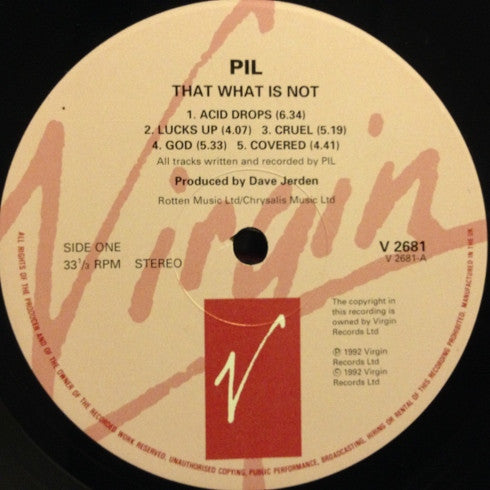 PIL
THAT WHAT IS NOT
1. ACID DROPS (6.34)
2. LUCKS UP (4.07) 3. CRUEL (5.19)
4. GOD (5.33) 5. COVERED (4.41)
All tracks written and recorded by PIL
Produced by Dave Jerden
Rotten Music Ltd/Chrysalis Music Ltd
Virgin
SIDE ONE
33⅓ RPM STEREO
V 2681
V 2681-A
The copyright in
this recording is
owned by Virgin
Records Ltd
℗ 1992 Virgin
Records Ltd
© 1992 Virgin
Records Ltd
V
ALL RIGHTS OF THE PRODUCER AND OF THE OWNER OF THE RECORDED WORK RESERVED. UNAUTHORISED COPYING, PUBLIC PERFORMANCE, BROADCASTING, HIRING OR RENTAL OF THIS RECORDING PROHIBITED. MANUFACTURED IN THE UK.